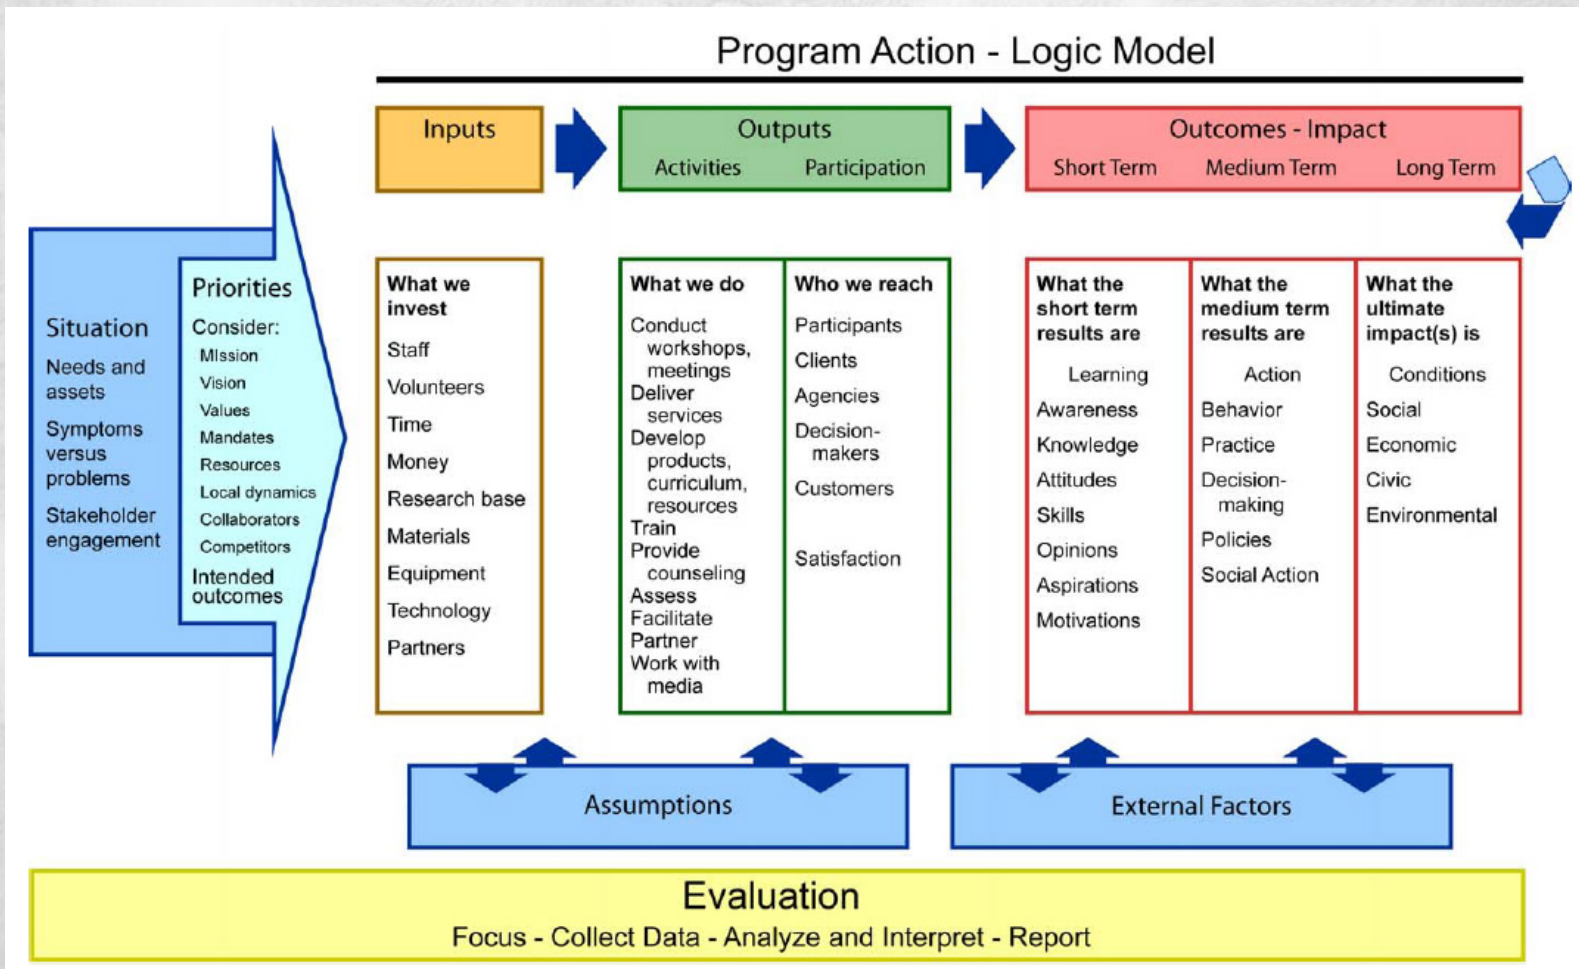 Program Action - Logic Model
Inputs
Outputs
Activities
Participation
Outcomes - Impact
Short Term
Medium Term
Long Term
Situation
Needs and
assets
Symptoms
versus
problems
Stakeholder
engagement
Priorities
Consider:
MIssion
Vision
Values
Mandates
Resources
Local dynamics
Collaborators
Competitors
Intended
outcomes
What we
invest
Staff
Volunteers
Time
Money
Research base
Materials
Equipment
Technology
Partners
What we do
Conduct
workshops,
meetings
Deliver
services
Develop
products,
curriculum,
resources
Train
Provide
counseling
Assess
Facilitate
Partner
Work with
media
Who we reach
Participants
Clients
Agencies
Decision-
makers
Customers
Satisfaction
What the
short term
results are
Learning
Awareness
Knowledge
Attitudes
Skills
Opinions
Aspirations
Motivations
What the
medium term
results are
Action
Behavior
Practice
Decision-
making
Policies
Social Action
What the
ultimate
impact(s) is
Conditions
Social
Economic
Civic
Environmental
Assumptions
External Factors
Evaluation
Focus - Collect Data - Analyze and Interpret - Report